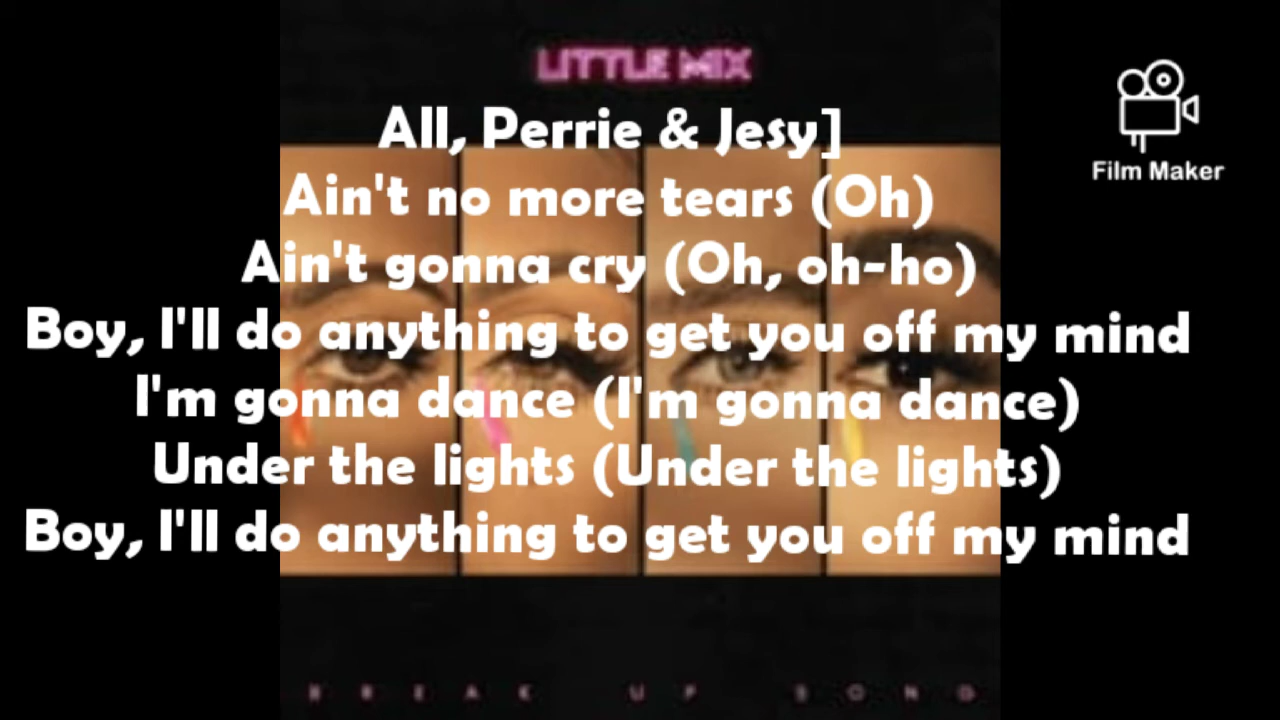 LITTLE MIX
Film Maker
All, Perrie & Jesy]
Ain't no more tears (Oh)
Ain't gonna cry (Oh, oh-ho)
Boy, I'll do anything to get you off my mind
I'm gonna dance (I'm gonna dance)
Under the lights (Under the lights)
Boy, I'll do anything to get you off my mind
BREAK UP SONG